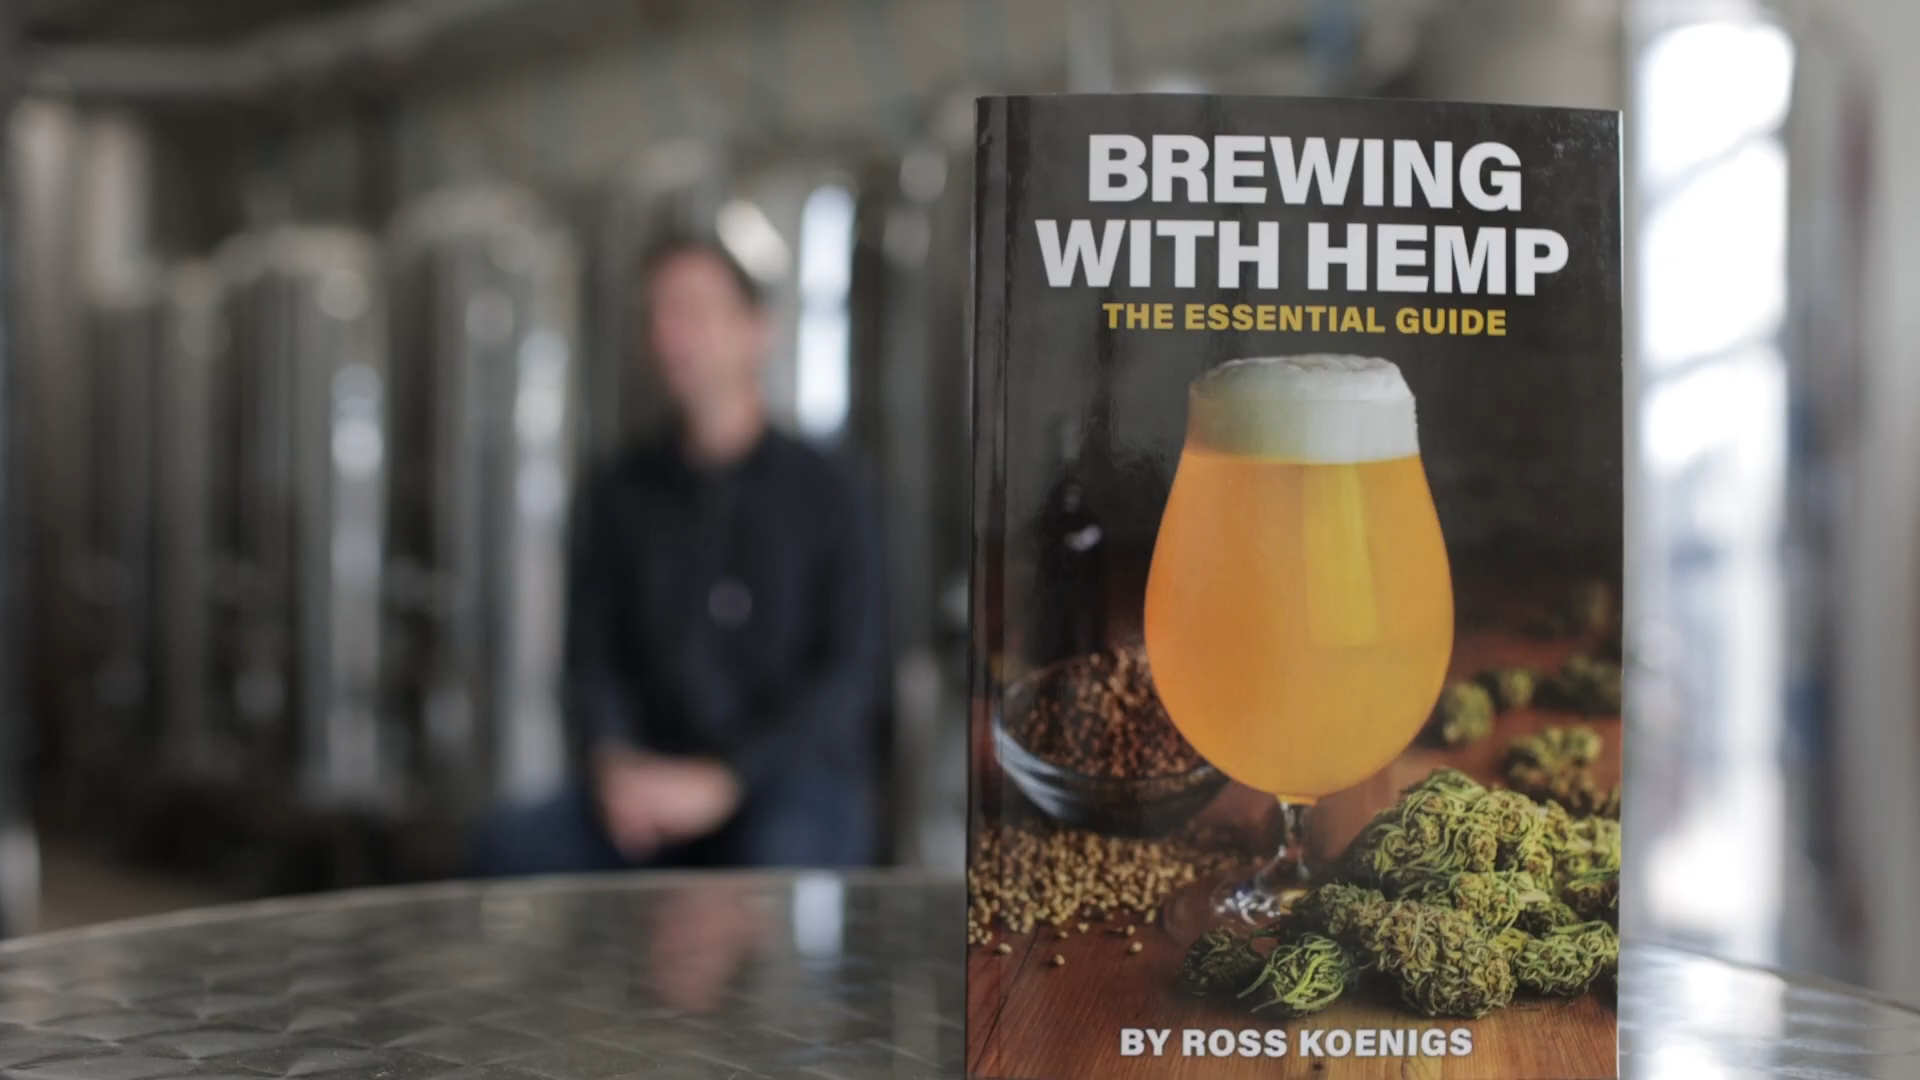 BREWING
WITH HEMP
THE ESSENTIAL GUIDE
BY ROSS KOENIGS